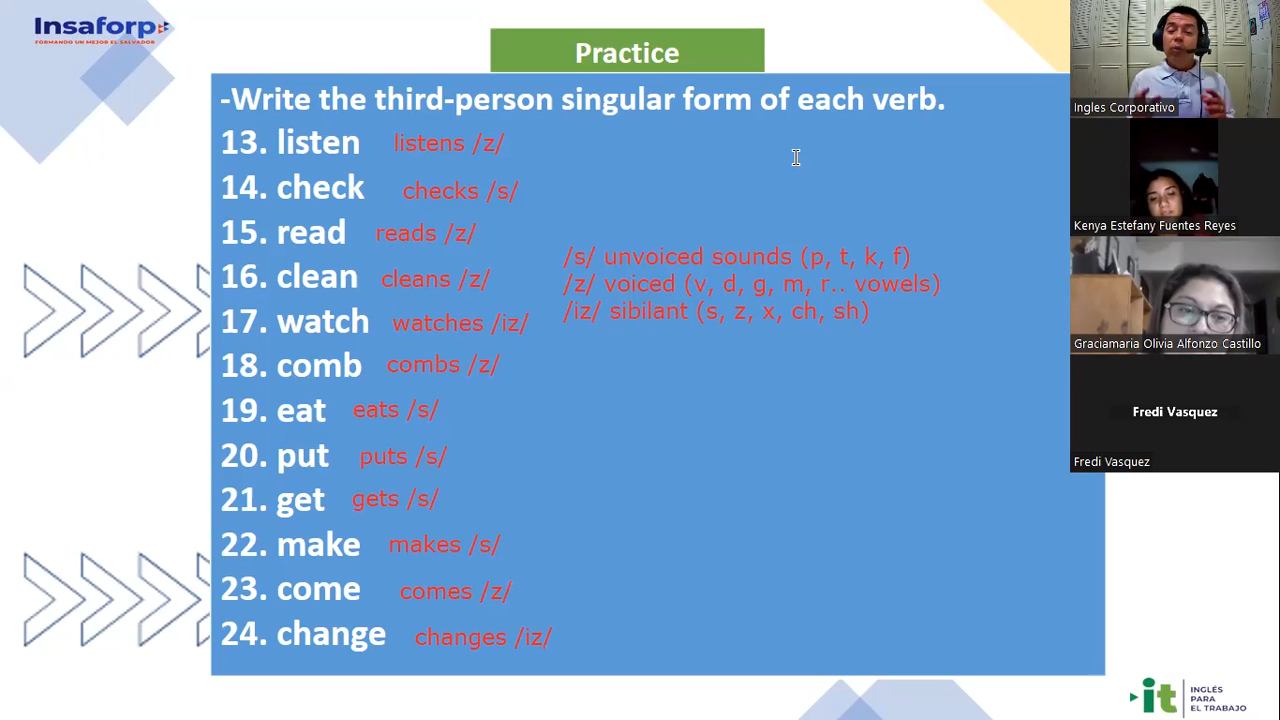 Insaforp
FORMANDO UN MEJOR EL SALVADOR
Practice
-Write the third-person singular form of each verb.
13. listen listens /z/
14. check checks /s/
15. read reads /z/
16. clean cleans /z/
17. watch watches /iz/
18. comb combs /z/
19. eat eats /s/
20. put puts /s/
21. get gets /s/
22. make makes /s/
23. come comes /z/
24. change changes /iz/
/s/ unvoiced sounds (p, t, k, f)
/z/ voiced (v, d, g, m, r.. vowels)
/iz/ sibilant (s, z, x, ch, sh)
Ingles Corporativo
Kenya Estefany Fuentes Reyes
Graciamaria Olivia Alfonzo Castillo
Fredi Vasquez
Fredi Vasquez
it
INGLÉS
PARA
EL TRABAJO